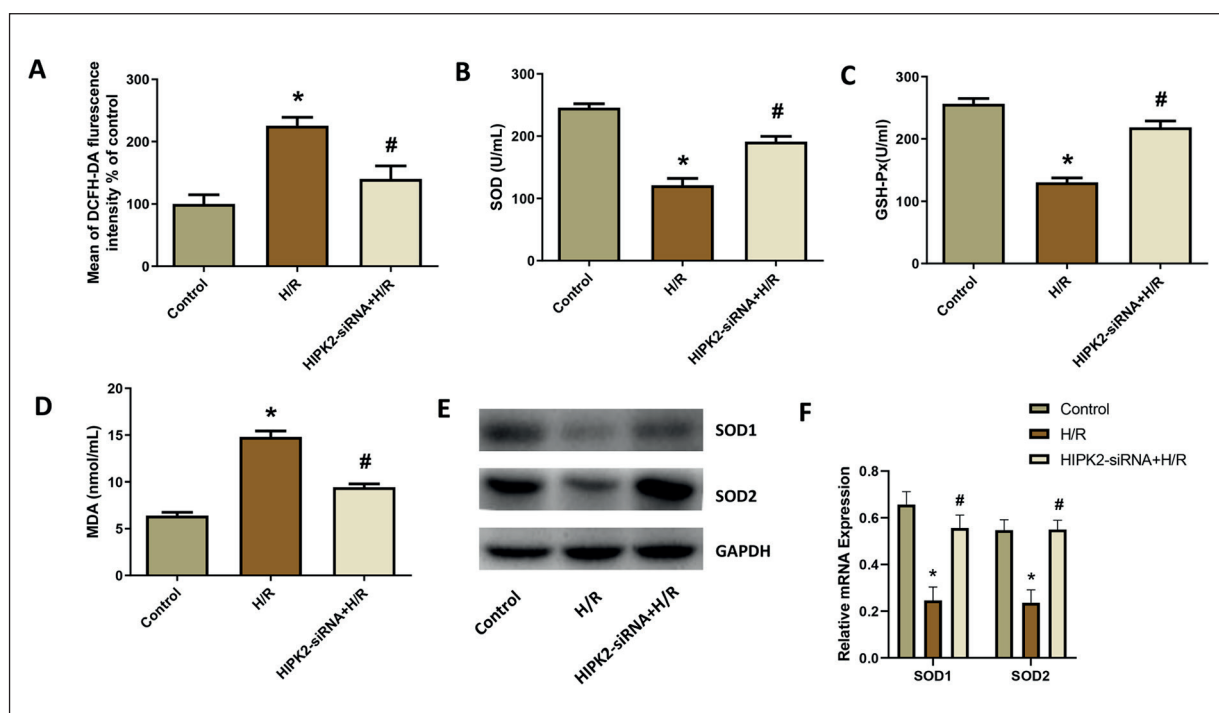 A
Mean of DCFH-DA flurescence
intensity % of control
300
200
100
0
*
#
Control
H/R
HIPK2-siRNA+H/R
B
SOD (U/mL)
300
200
100
0
*
#
Control
H/R
HIPK2-siRNA+H/R
C
GSH-Px(U/ml)
300
200
100
0
*
#
Control
H/R
HIPK2-siRNA+H/R
D
MDA (nmol/mL)
20
15
10
5
0
*
#
Control
H/R
HIPK2-siRNA+H/R
E
SOD1
SOD2
GAPDH
Control
H/R
HIPK2-siRNA+H/R
F
Control
H/R
HIPK2-siRNA+H/R
Relative mRNA Expression
0.8
0.6
0.4
0.2
0.0
*
#
*
#
SOD1
SOD2